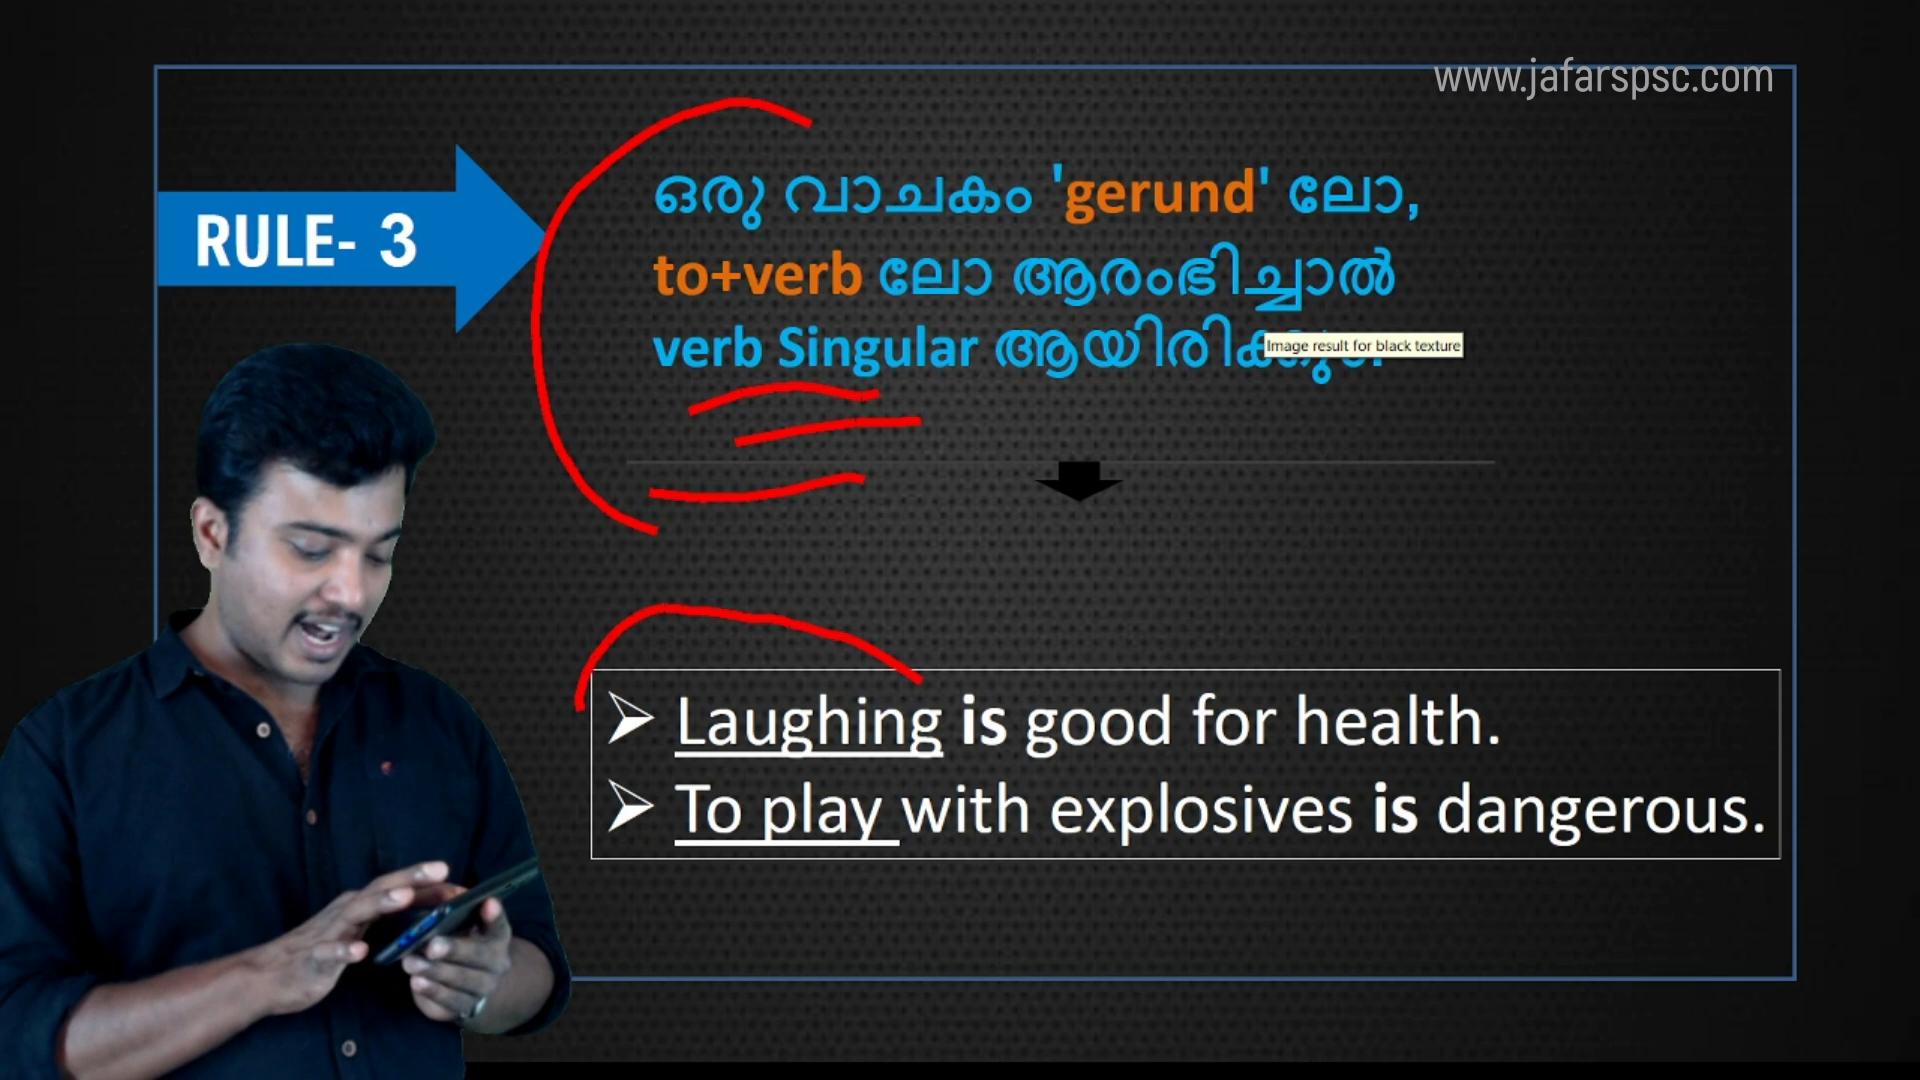 www.jafarspsc.com
RULE- 3
ഒരു വാചകം 'gerund' ലോ,
to+verb ലോ ആരംഭിച്ചാൽ
verb Singular
Image result for black texture
➢ Laughing is good for health.
➢ To play with explosives is dangerous.